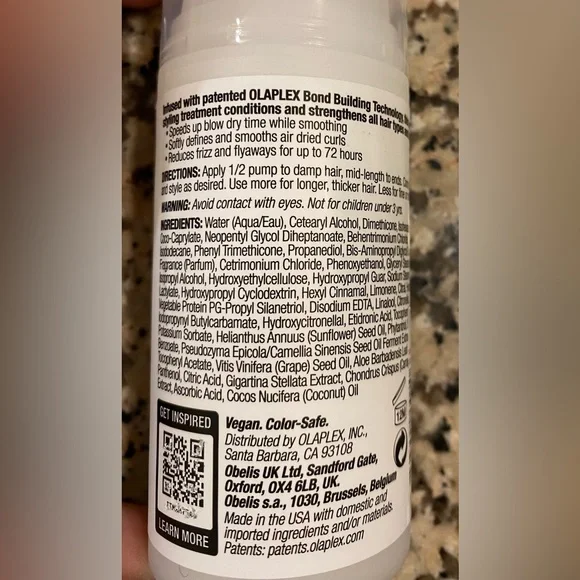 Infused with patented OLAPLEX Bond Building Technology,
styling treatment conditions and strengthens all hair types
• Speeds up blow dry time while smoothing
• Softly defines and smooths air dried curls
• Reduces frizz and flyaways for up to 72 hours
DIRECTIONS: Apply 1/2 pump to damp hair, mid-length to ends.
and style as desired. Use more for longer, thicker hair. Less for
WARNING: Avoid contact with eyes. Not for children under 3
INGREDIENTS: Water (Aqua/Eau), Cetearyl Alcohol, Dimethicone,
Coco-Caprylate, Neopentyl Glycol Diheptanoate, Behentrimonium
Isododecane, Phenyl Trimethicone, Propanediol, Bis-Aminopropyl
Fragrance (Parfum), Cetrimonium Chloride, Phenoxyethanol,
Isopropyl Alcohol, Hydroxyethylcellulose, Hydroxypropyl Guar, Sodium
Lactylate, Hydroxypropyl Cyclodextrin, Hexyl Cinnamal, Limonene,
Vegetable Protein PG-Propyl Silanetriol, Disodium EDTA, Linalool,
Iodopropynyl Butylcarbamate, Hydroxycitronellal, Etidronic Acid,
Potassium Sorbate, Helianthus Annuus (Sunflower) Seed Oil,
Benzoate, Pseudozyma Epicola/Camellia Sinensis Seed Oil Ferment
Tocopheryl Acetate, Vitis Vinifera (Grape) Seed Oil, Aloe Barbadensis Leaf
Panthenol, Citric Acid, Gigartina Stellata Extract, Chondrus Crispus
Extract, Ascorbic Acid, Cocos Nucifera (Coconut) Oil
GET INSPIRED
LEARN MORE
Vegan. Color-Safe.
Distributed by OLAPLEX, INC.,
Santa Barbara, CA 93108
Obelis UK Ltd, Sandford Gate,
Oxford, OX4 6LB, UK.
Obelis s.a., 1030, Brussels, Belgium
Made in the USA with domestic and
imported ingredients and/or materials.
Patents: patents.olaplex.com
12M